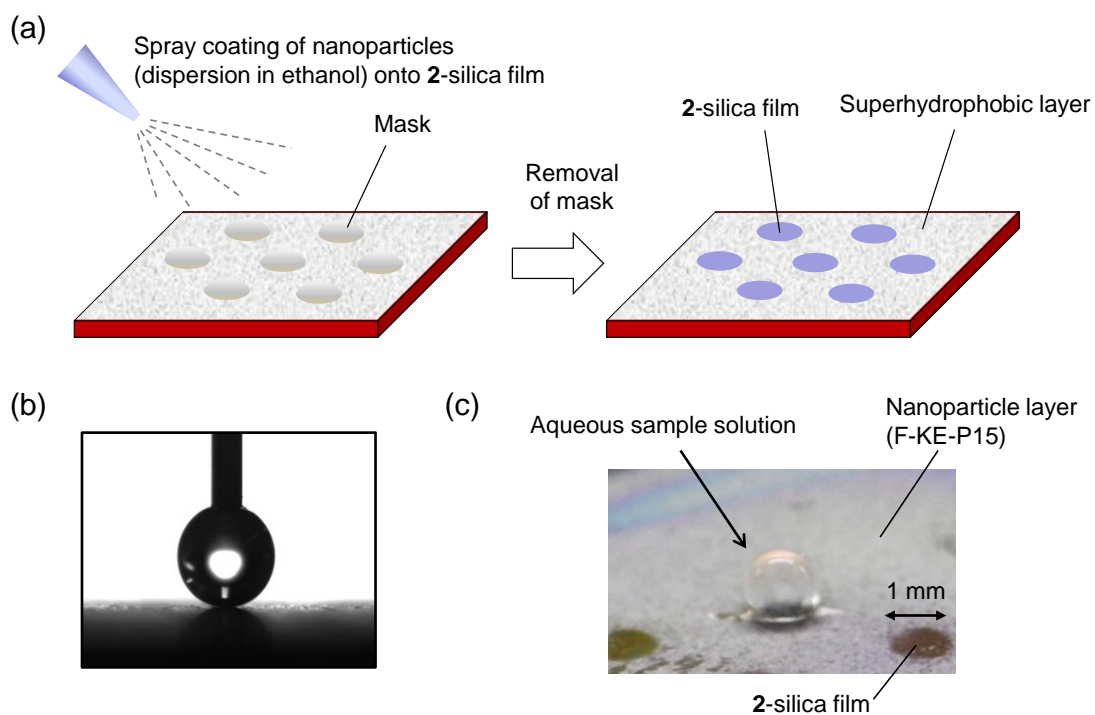 (a)
Spray coating of nanoparticles
(dispersion in ethanol) onto 2-silica film
Mask
Removal
of mask
2-silica film
Superhydrophobic layer
(b)
(c)
Aqueous sample solution
Nanoparticle layer
(F-KE-P15)
1 mm
2-silica film